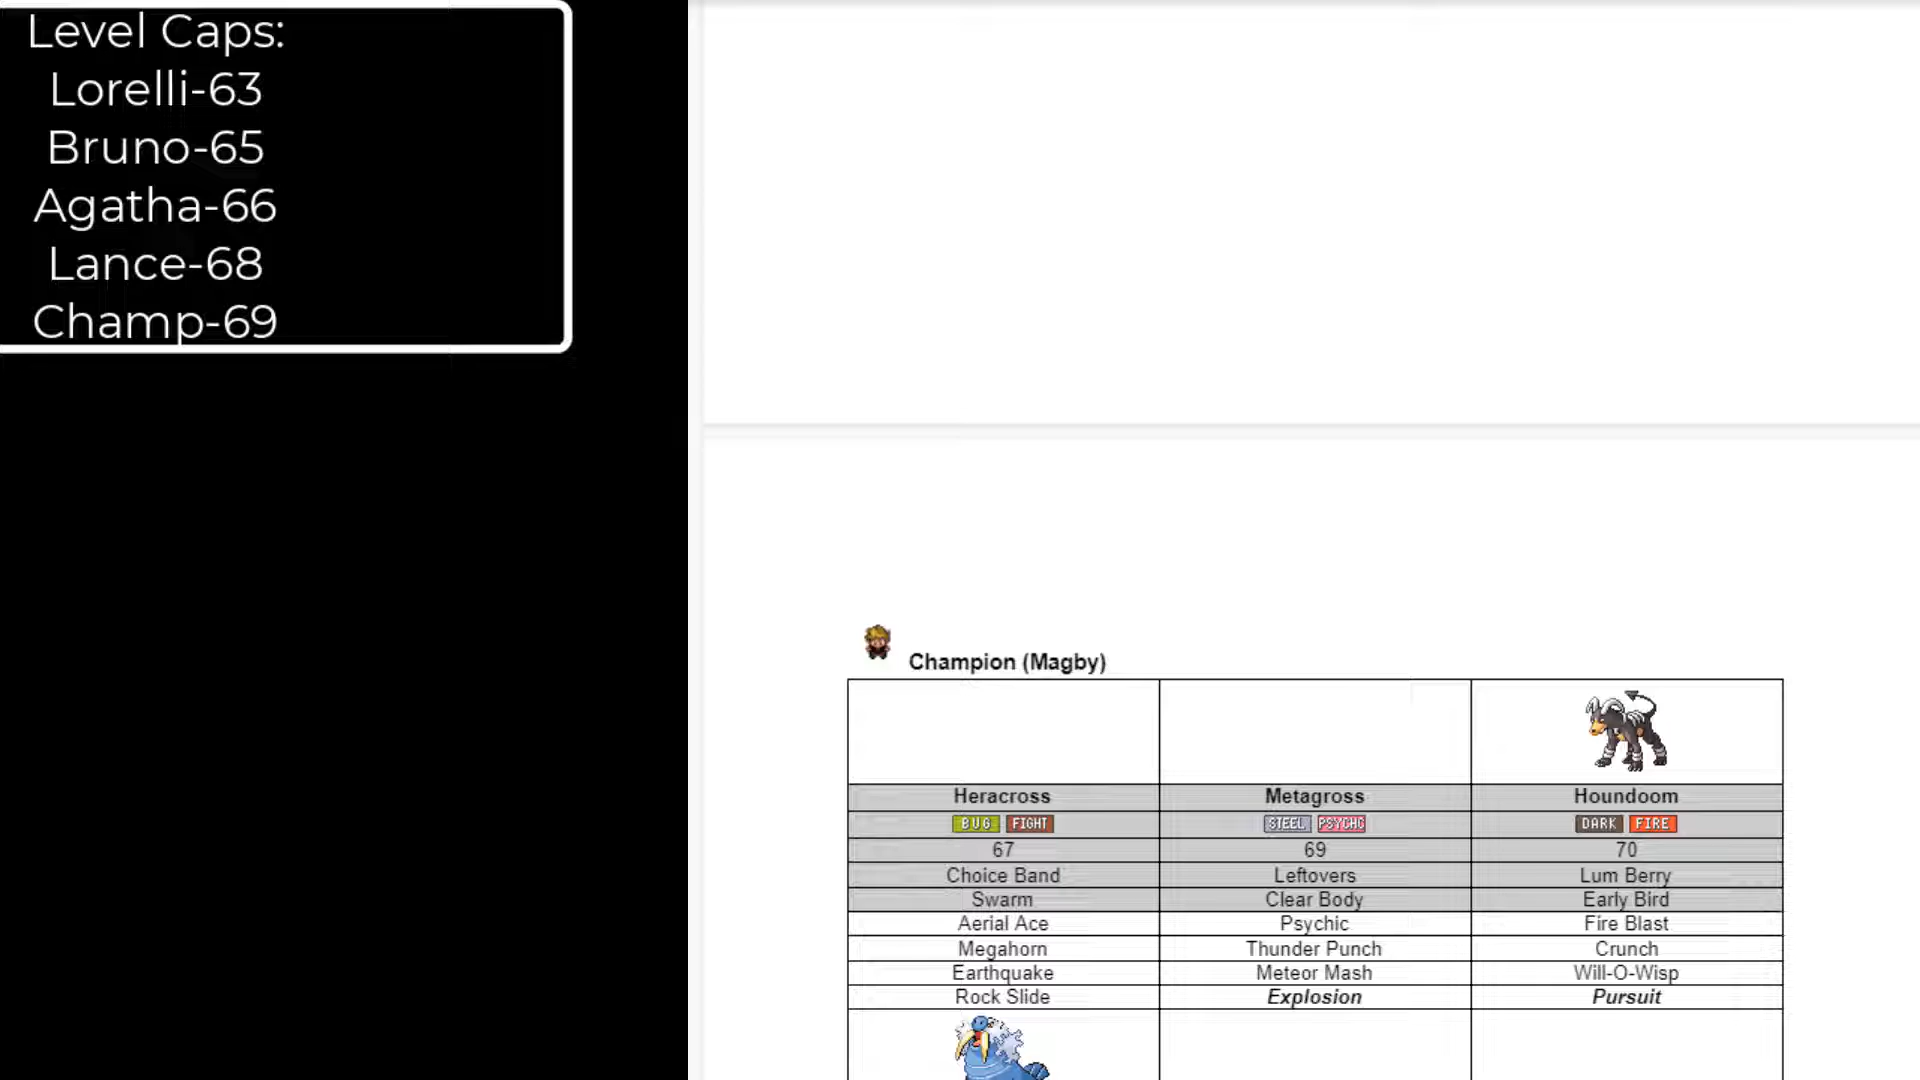 Level Caps:
Lorelli-63
Bruno-65
Agatha-66
Lance-68
Champ-69
Champion (Magby)
Heracross Metagross Houndoom
BUG FIGHT STEEL PSYCHC DARK FIRE
67 69 70
Choice Band Leftovers Lum Berry
Swarm Clear Body Early Bird
Aerial Ace Psychic Fire Blast
Megahorn Thunder Punch Crunch
Earthquake Meteor Mash Will-O-Wisp
Rock Slide Explosion Pursuit